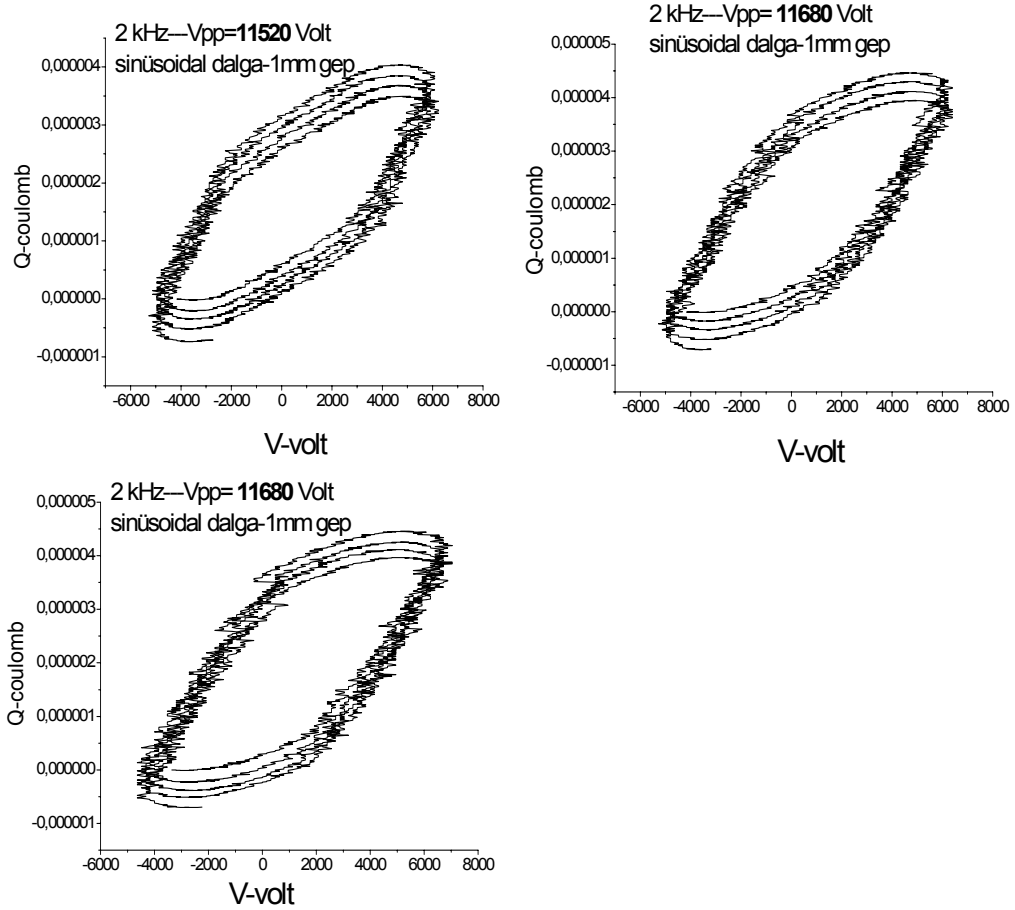 2 kHz---Vpp=11520 Volt
sinüsoidal dalga-1mm gep
0,000004
0,000003
0,000002
0,000001
0,000000
-0,000001
Q-coulomb
-6000 -4000 -2000 0 2000 4000 6000 8000
V-volt
2 kHz---Vpp= 11680 Volt
sinüsoidal dalga-1mm gep
0,000005
0,000004
0,000003
0,000002
0,000001
0,000000
-0,000001
Q-coulomb
-6000 -4000 -2000 0 2000 4000 6000 8000
V-volt
2 kHz---Vpp= 11680 Volt
sinüsoidal dalga-1mm gep
0,000005
0,000004
0,000003
0,000002
0,000001
0,000000
-0,000001
Q-coulomb
-6000 -4000 -2000 0 2000 4000 6000 8000
V-volt